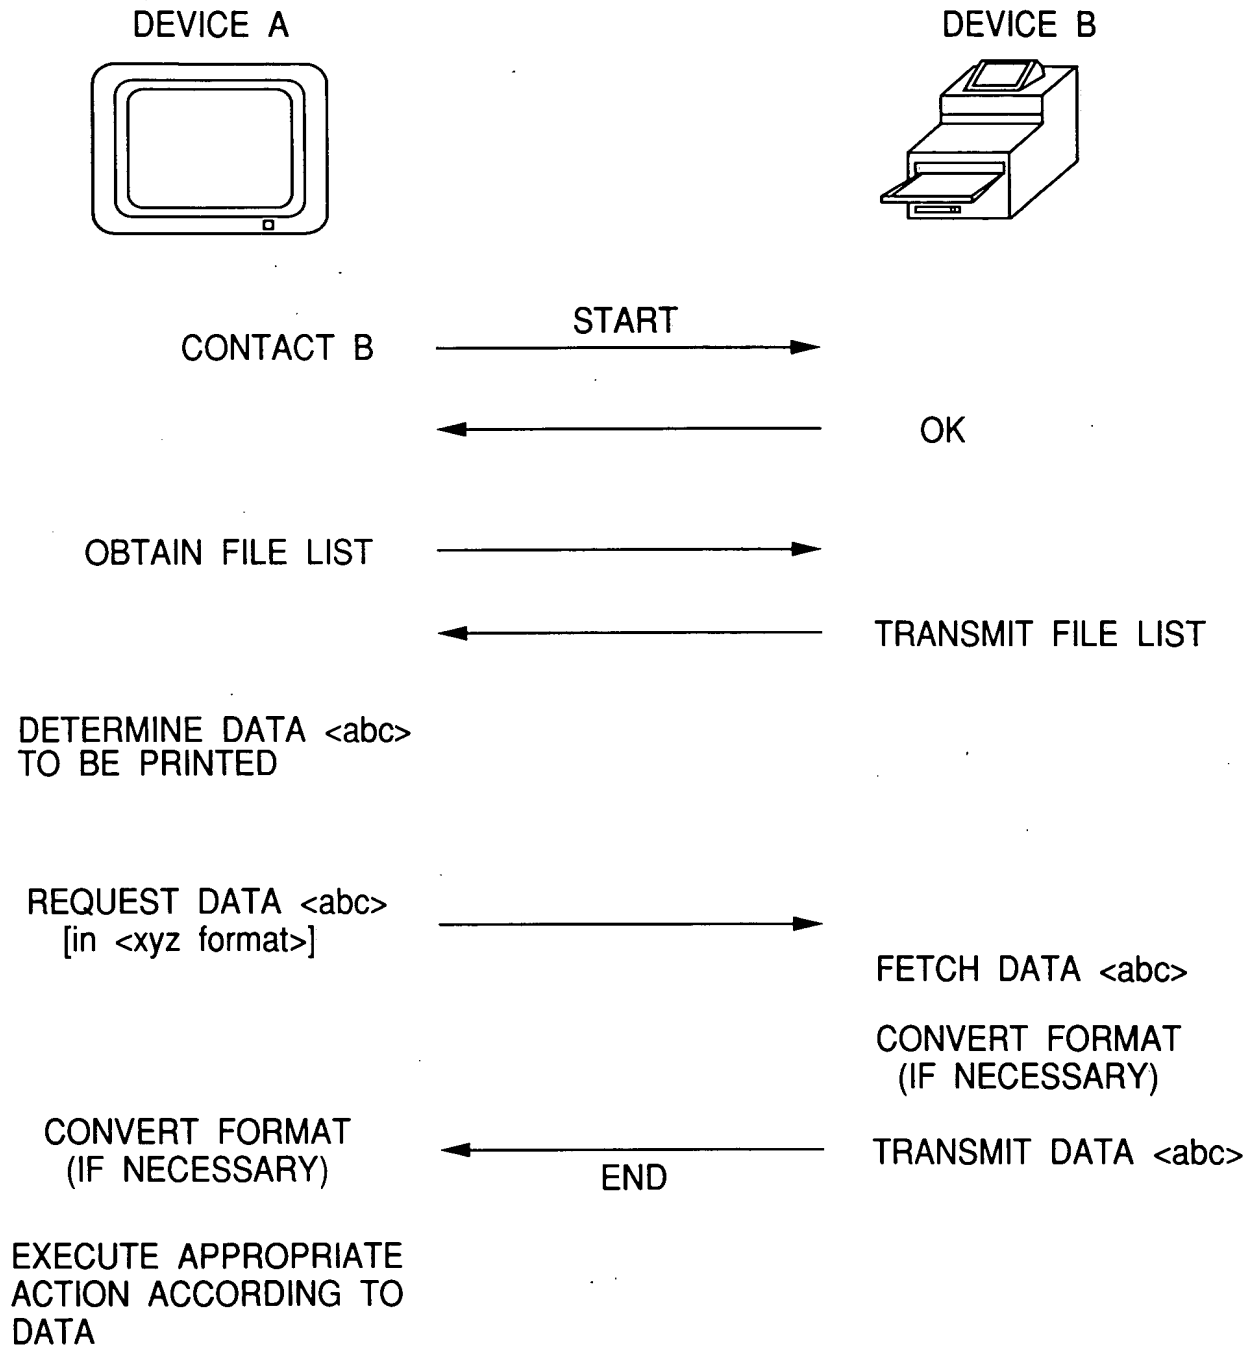 DEVICE A
DEVICE B
START
CONTACT B
OK
OBTAIN FILE LIST
TRANSMIT FILE LIST
DETERMINE DATA <abc>
TO BE PRINTED
REQUEST DATA <abc>
[in <xyz format>]
FETCH DATA <abc>
CONVERT FORMAT
(IF NECESSARY)
CONVERT FORMAT
(IF NECESSARY)
TRANSMIT DATA <abc>
END
EXECUTE APPROPRIATE
ACTION ACCORDING TO
DATA